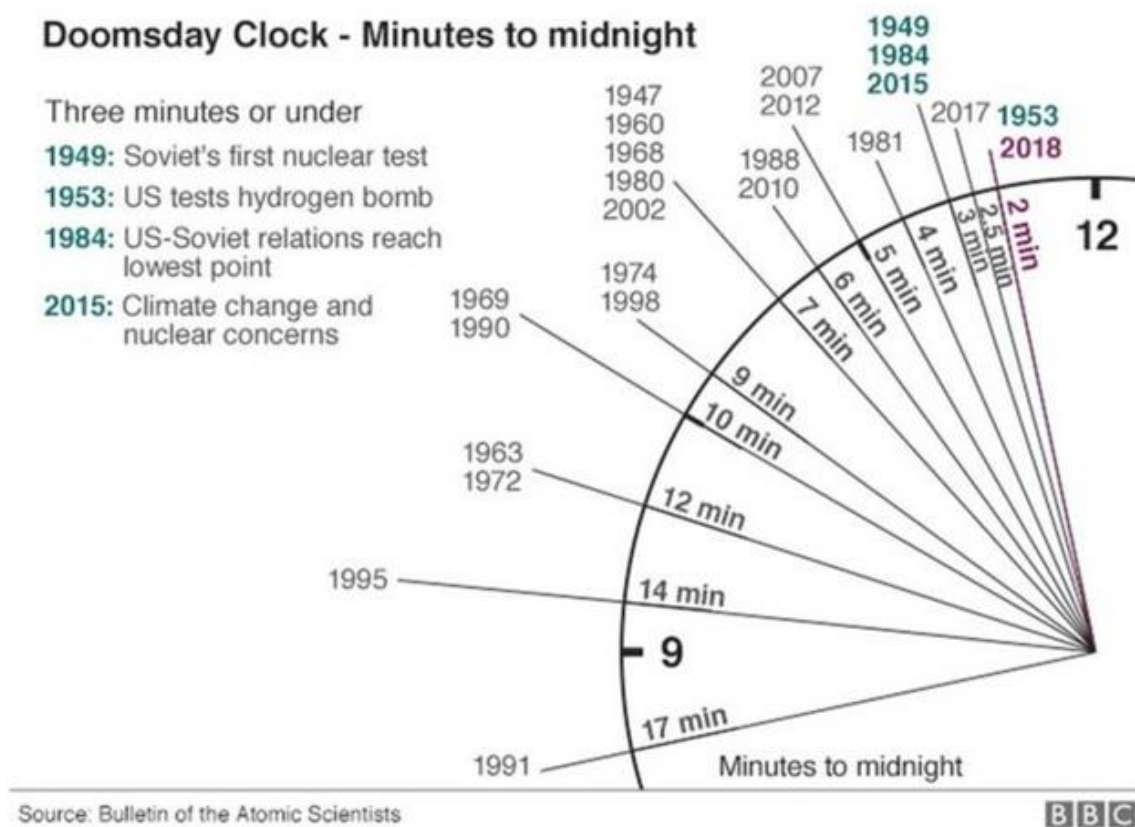 Doomsday Clock - Minutes to midnight
Three minutes or under
1949: Soviet's first nuclear test
1953: US tests hydrogen bomb
1984: US-Soviet relations reach
lowest point
2015: Climate change and
nuclear concerns
1991
1995
1963
1972
1969
1990
1974
1998
1947
1960
1968
1980
2002
1988
2010
2007
2012
1981
1949
1984
2015
2017
1953
2018
17 min
14 min
12 min
10 min
9 min
7 min
6 min
5 min
4 min
3 min
2.5 min
2 min
12
9
Minutes to midnight
Source: Bulletin of the Atomic Scientists
BBC